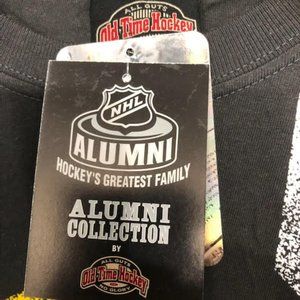 ALL GUTS
Old Time Hockey
NHL
ALUMNI
HOCKEY'S GREATEST FAMILY
ALUMNI
COLLECTION
BY
ALL GUTS
Old Time Hockey
NO GLORY